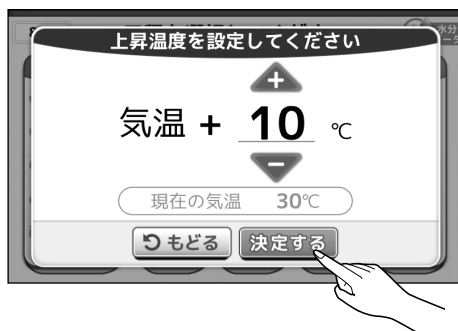 上昇温度を設定してください
+
気温 + 10 ℃
−
現在の気温 30℃
もどる 決定する